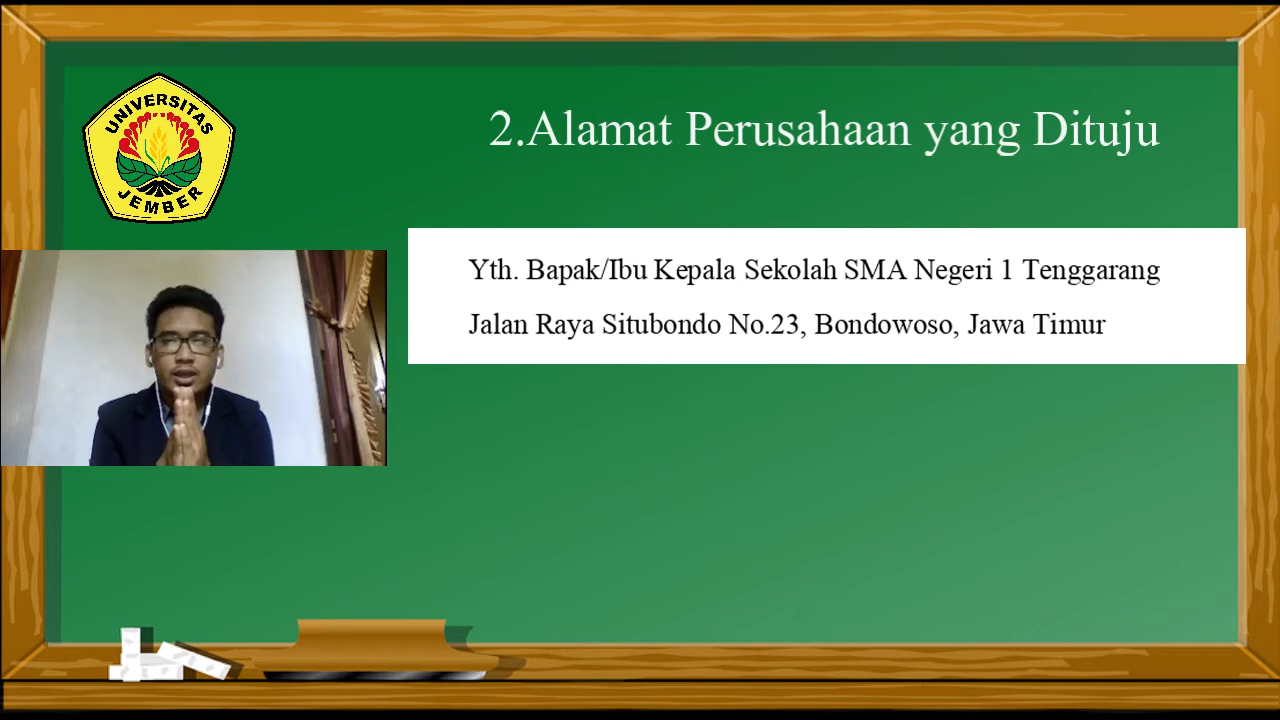 UNIVERSITAS
JEMBER
2.Alamat Perusahaan yang Dituju
Yth. Bapak/Ibu Kepala Sekolah SMA Negeri 1 Tenggarang
Jalan Raya Situbondo No.23, Bondowoso, Jawa Timur